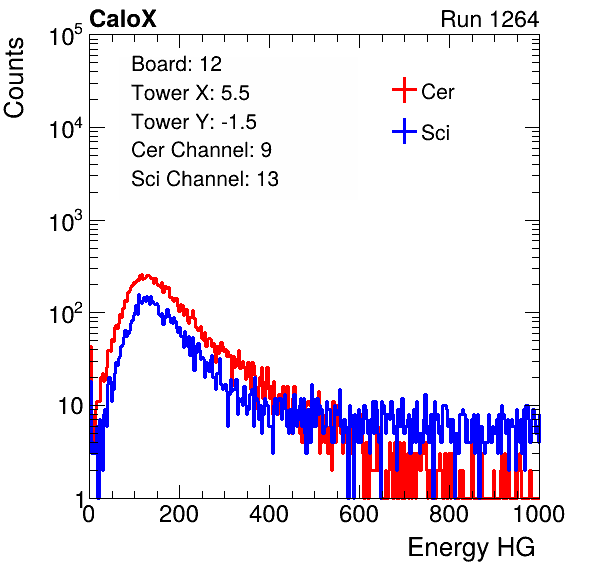 CaloX Run 1264
Counts
Board: 12
Tower X: 5.5
Tower Y: -1.5
Cer Channel: 9
Sci Channel: 13
Cer
Sci
10^5
10^4
10^3
10^2
10
1
0 200 400 600 800 1000
Energy HG